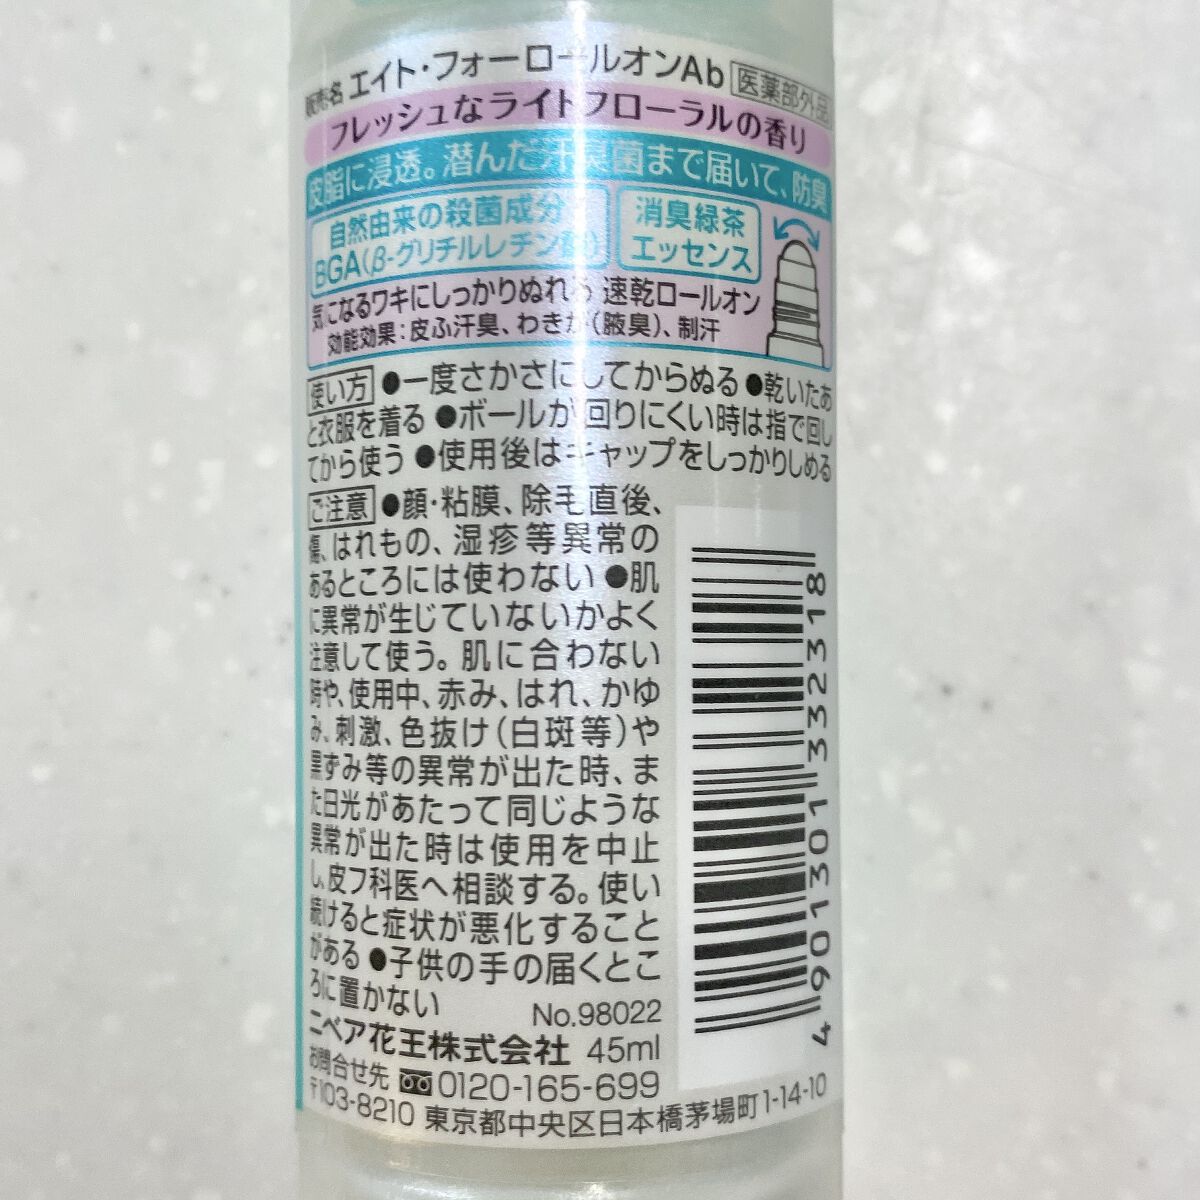 販売名 エイト・フォーロールオンAb 医薬部外品
フレッシュなライトフローラルの香り
皮脂に浸透。潜んだ汗臭菌まで届いて、防臭
自然由来の殺菌成分
BGA(β-グリチルレチン酸)
消臭緑茶
エッセンス
気になるワキにしっかりぬれる 速乾ロールオン
効能効果:皮ふ汗臭、わきが(腋臭)、制汗
使い方 ●一度さかさにしてからぬる ●乾いたあ
と衣服を着る ●ボールが回りにくい時は指で回し
てから使う ●使用後はキャップをしっかりしめる
ご注意 ●顔・粘膜、除毛直後、
傷、はれもの、湿疹等異常の
あるところには使わない ●肌
に異常が生じていないかよく
注意して使う。肌に合わない
時や、使用中、赤み、はれ、かゆ
み、刺激、色抜け(白斑等)や
黒ずみ等の異常が出た時、ま
た日光があたって同じような
異常が出た時は使用を中止
し、皮フ科医へ相談する。使い
続けると症状が悪化すること
がある ●子供の手の届くとこ
ろに置かない
No.98022
ニベア花王株式会社 45ml
お問合せ先 0120-165-699
〒103-8210 東京都中央区日本橋茅場町1-14-10
4 901301 332318